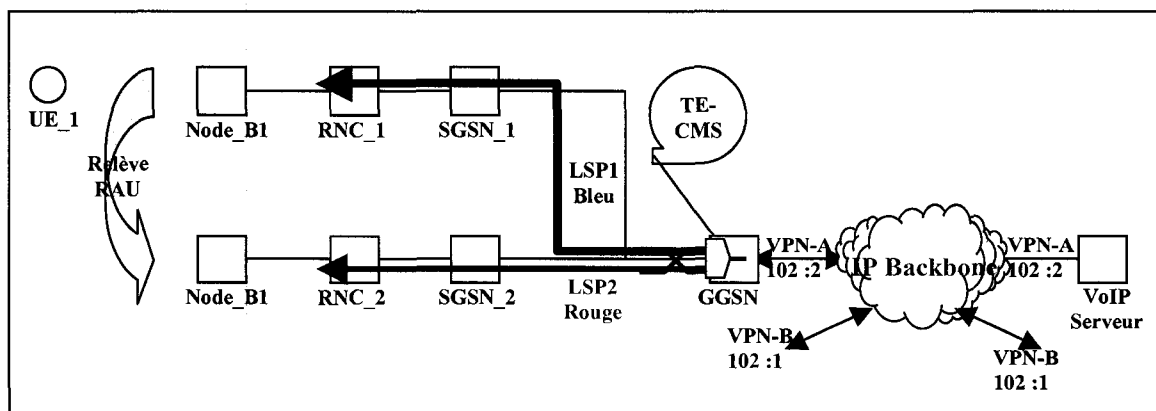 UE_1
Node_B1
RNC_1
SGSN_1
TE-
CMS
Relève
RAU
LSP1
Bleu
Node_B1
RNC_2
SGSN_2
LSP2
Rouge
GGSN
VPN-A
102 :2
IP Backbone
VPN-A
102 :2
VoIP
Serveur
VPN-B
102 :1
VPN-B
102 :1